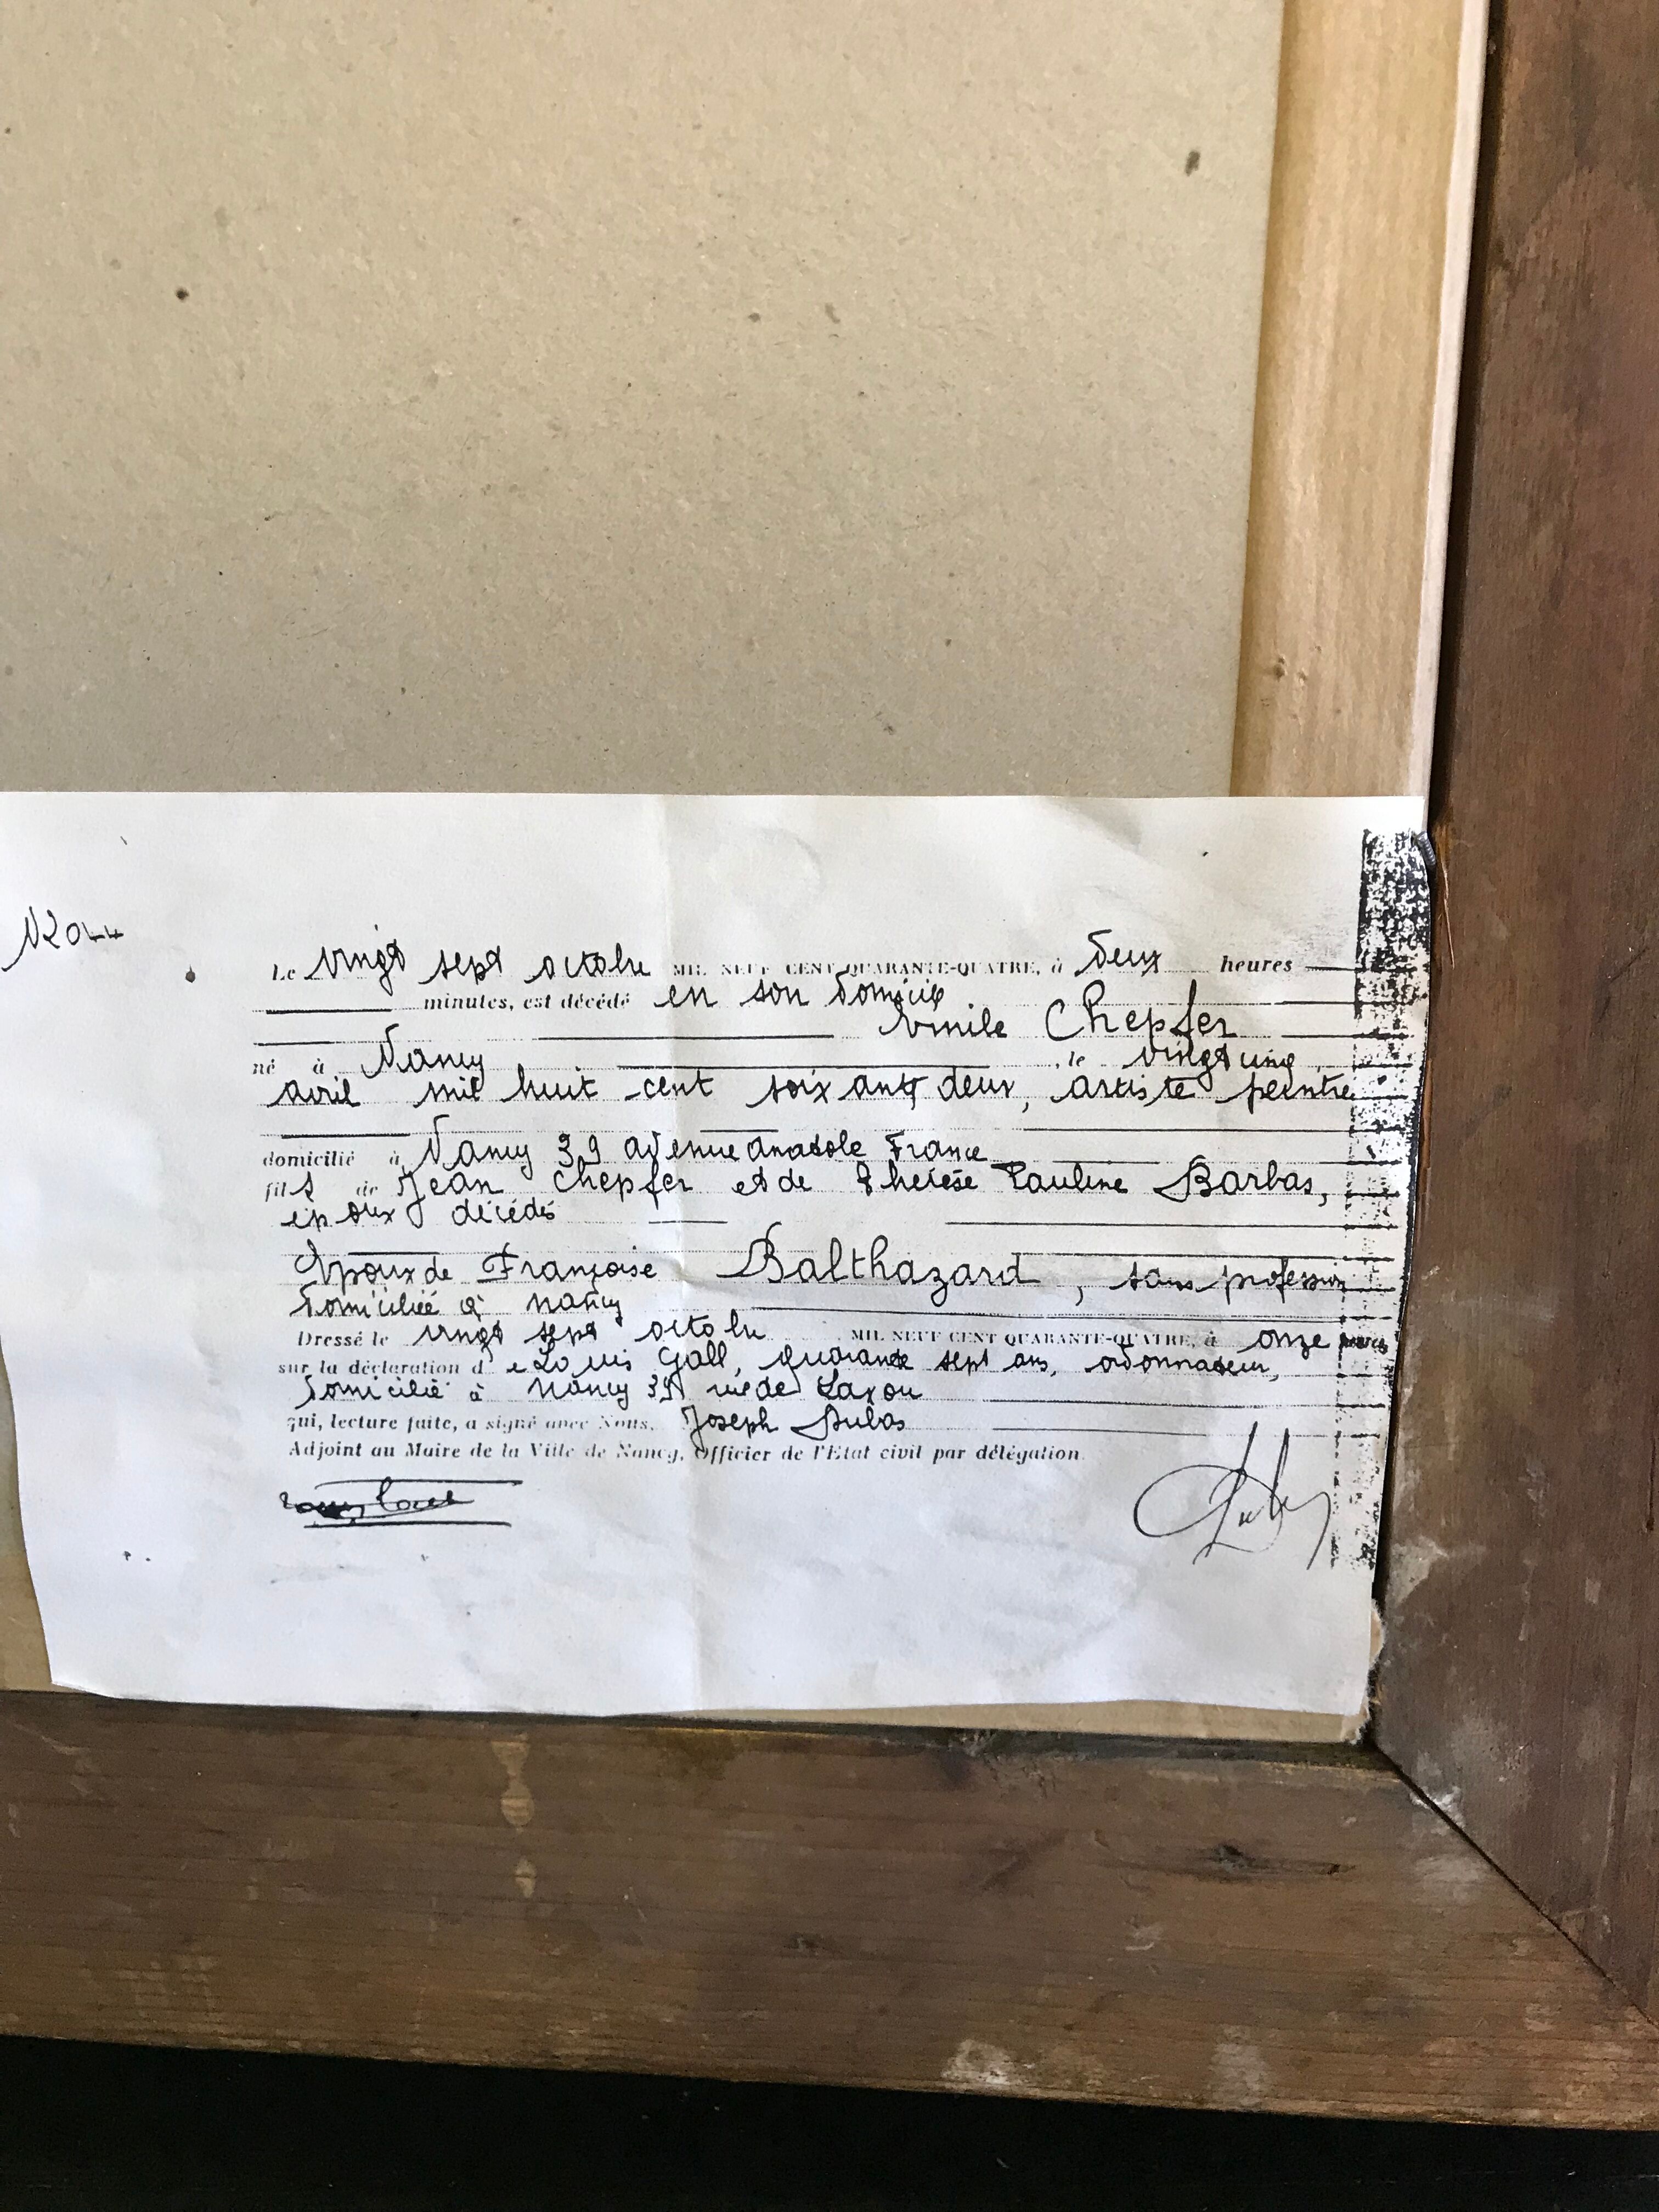 Le vingt sept octobre MIL NEUF CENT QUARANTE-QUATRE, à deux heures
minutes, est décédé en son domicile
Emile Chepfer
né à Nancy, le vingt un
avril mil huit cent soixante deux, artiste peintre
domicilié à Nancy 39 avenue Anatole France
fils de Jean Chepfer et de Thérèse Pauline Barbas,
époux décédés
Epoux de Françoise Balthazard, sans profession
domiciliée à Nancy
Dressé le vingt sept octobre MIL NEUF CENT QUARANTE-QUATRE, à onze heures
sur la déclaration de Louis Gall, quarante sept ans, ordonnateur,
domicilié à Nancy rue de Laxou
qui, lecture faite, a signé avec Nous, Joseph Dubas
Adjoint au Maire de la Ville de Nancy, Officier de l'Etat civil par délégation.